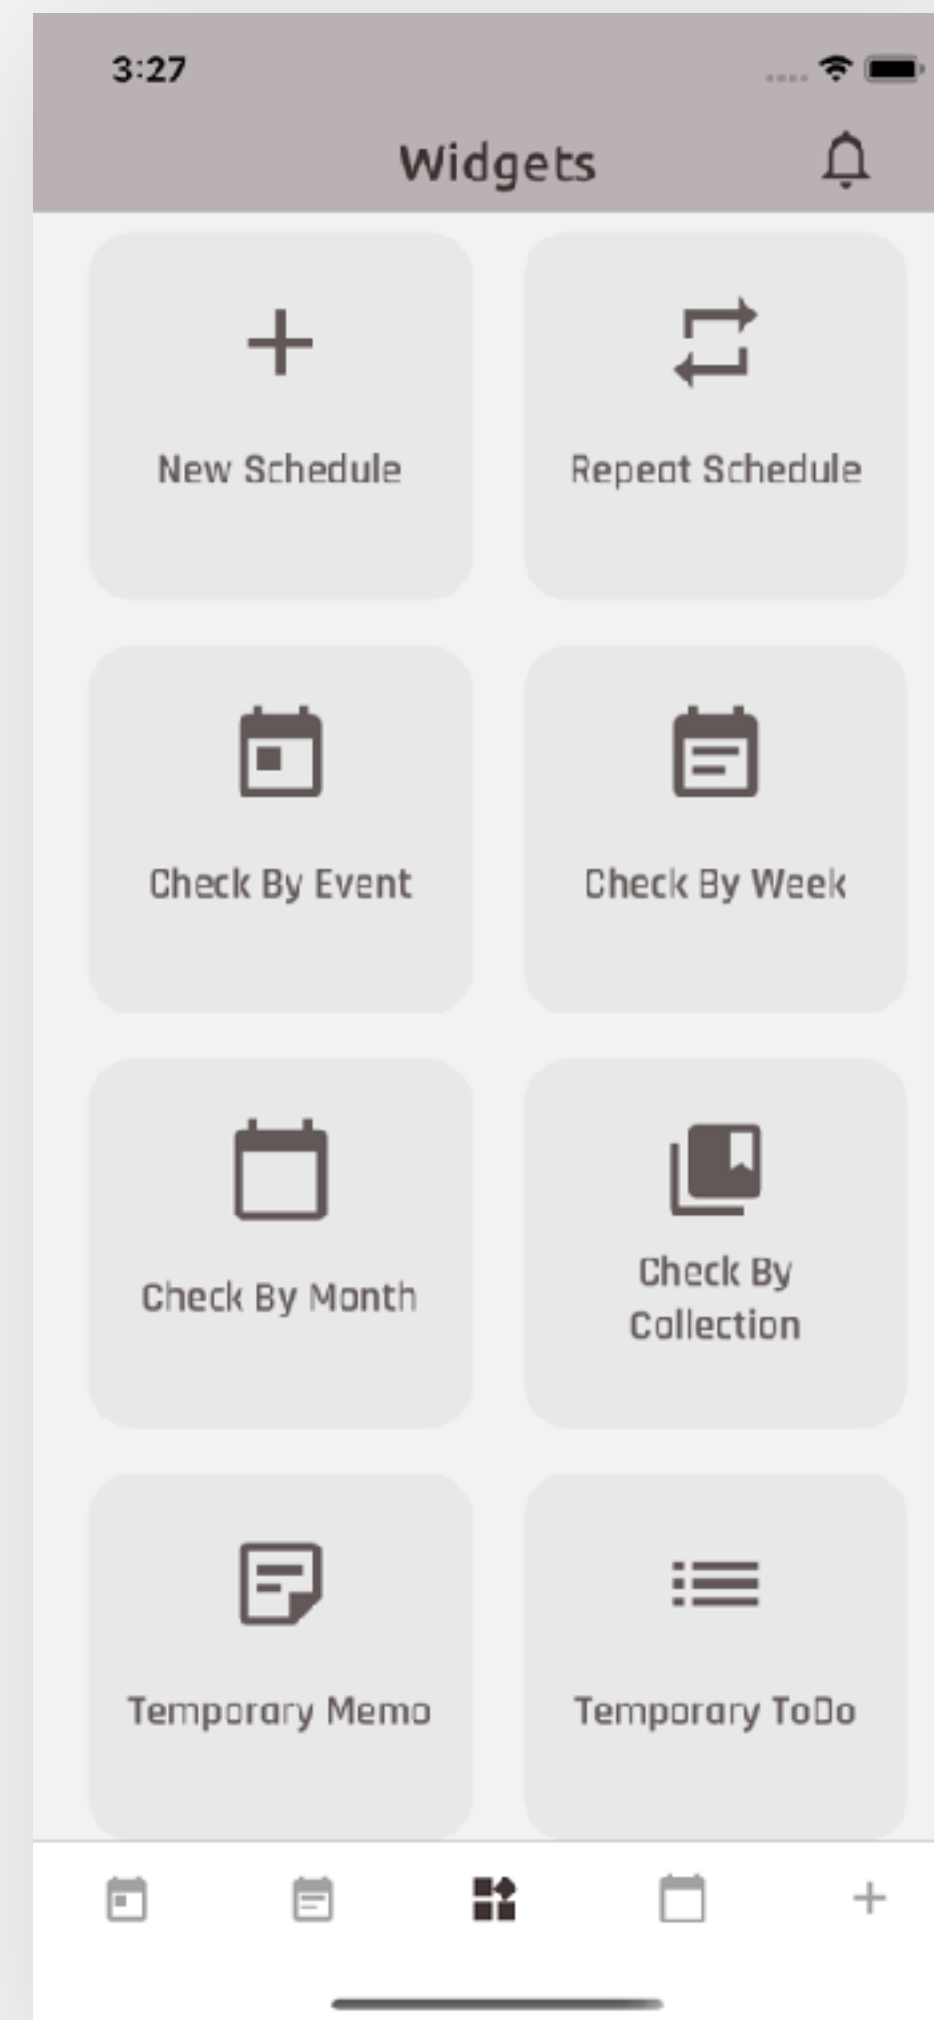 3:27
Widgets
New Schedule
Repeat Schedule
Check By Event
Check By Week
Check By Month
Check By
Collection
Temporary Memo
Temporary ToDo